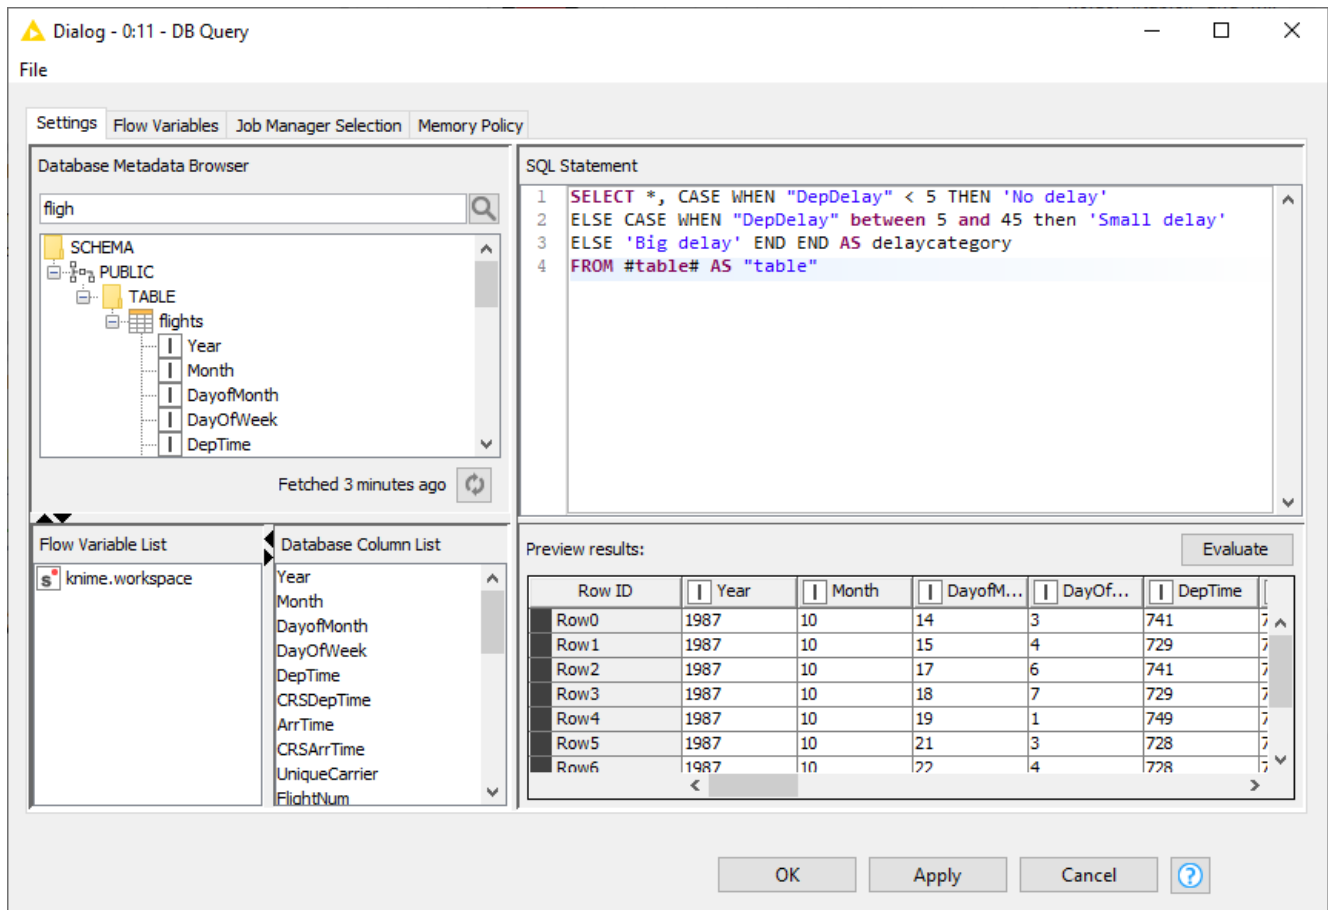 Dialog - 0:11 - DB Query
File
Settings Flow Variables Job Manager Selection Memory Policy
Database Metadata Browser
fligh
SCHEMA
PUBLIC
TABLE
flights
I Year
I Month
I DayofMonth
I DayOfWeek
I DepTime
Fetched 3 minutes ago
SQL Statement
1 SELECT *, CASE WHEN "DepDelay" < 5 THEN 'No delay'
2 ELSE CASE WHEN "DepDelay" between 5 and 45 then 'Small delay'
3 ELSE 'Big delay' END END AS delaycategory
4 FROM #table# AS "table"
Flow Variable List
s knime.workspace
Database Column List
Year
Month
DayofMonth
DayOfWeek
DepTime
CRSDepTime
ArrTime
CRSArrTime
UniqueCarrier
FlightNum
Preview results:
Evaluate
Row ID I Year I Month I DayofM... I DayOf... I DepTime
Row0 1987 10 14 3 741 7
Row1 1987 10 15 4 729 7
Row2 1987 10 17 6 741 7
Row3 1987 10 18 7 729 7
Row4 1987 10 19 1 749 7
Row5 1987 10 21 3 728 7
Row6 1987 10 22 4 728 7
OK Apply Cancel ?